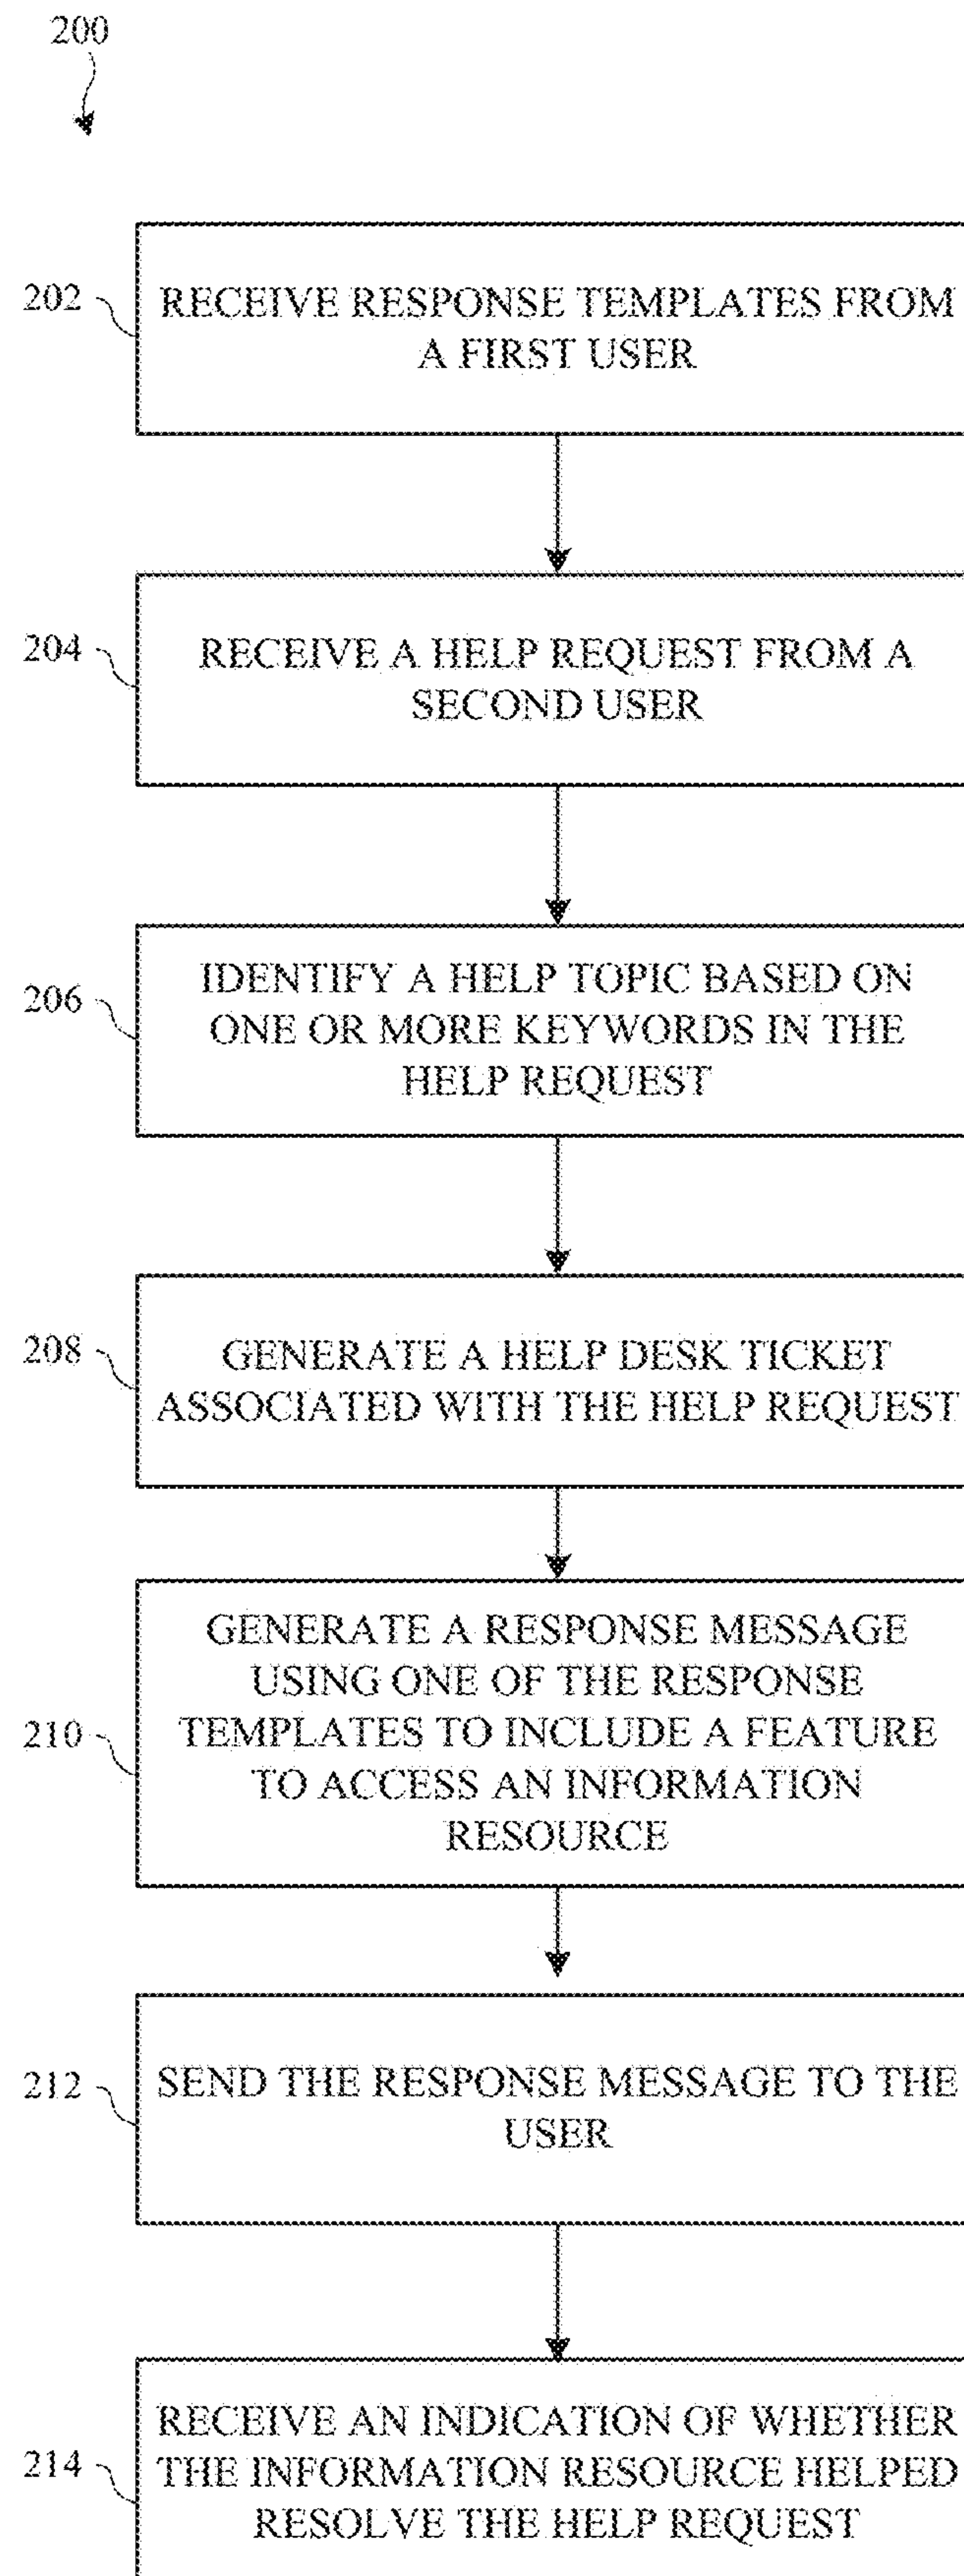 200
202
RECEIVE RESPONSE TEMPLATES FROM
A FIRST USER
204
RECEIVE A HELP REQUEST FROM A
SECOND USER
206
IDENTIFY A HELP TOPIC BASED ON
ONE OR MORE KEYWORDS IN THE
HELP REQUEST
208
GENERATE A HELP DESK TICKET
ASSOCIATED WITH THE HELP REQUEST
210
GENERATE A RESPONSE MESSAGE
USING ONE OF THE RESPONSE
TEMPLATES TO INCLUDE A FEATURE
TO ACCESS AN INFORMATION
RESOURCE
212
SEND THE RESPONSE MESSAGE TO THE
USER
214
RECEIVE AN INDICATION OF WHETHER
THE INFORMATION RESOURCE HELPED
RESOLVE THE HELP REQUEST